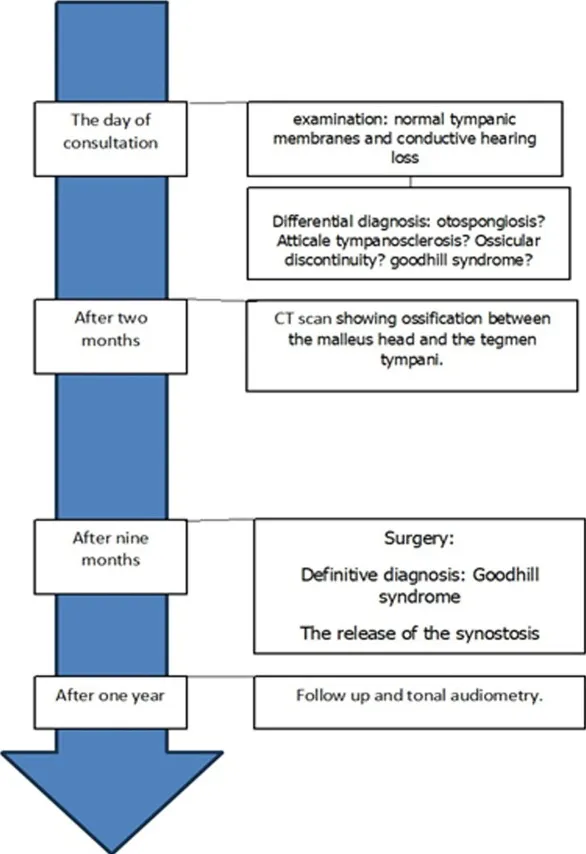 The day of
consultation
examination: normal tympanic
membranes and conductive hearing
loss
Differential diagnosis: otospongiosis?
Atticale tympanosclerosis? Ossicular
discontinuity? goodhill syndrome?
After two
months
CT scan showing ossification between
the malleus head and the tegmen
tympani.
After nine
months
Surgery:
Definitive diagnosis: Goodhill
syndrome
The release of the synostosis
After one year
Follow up and tonal audiometry.